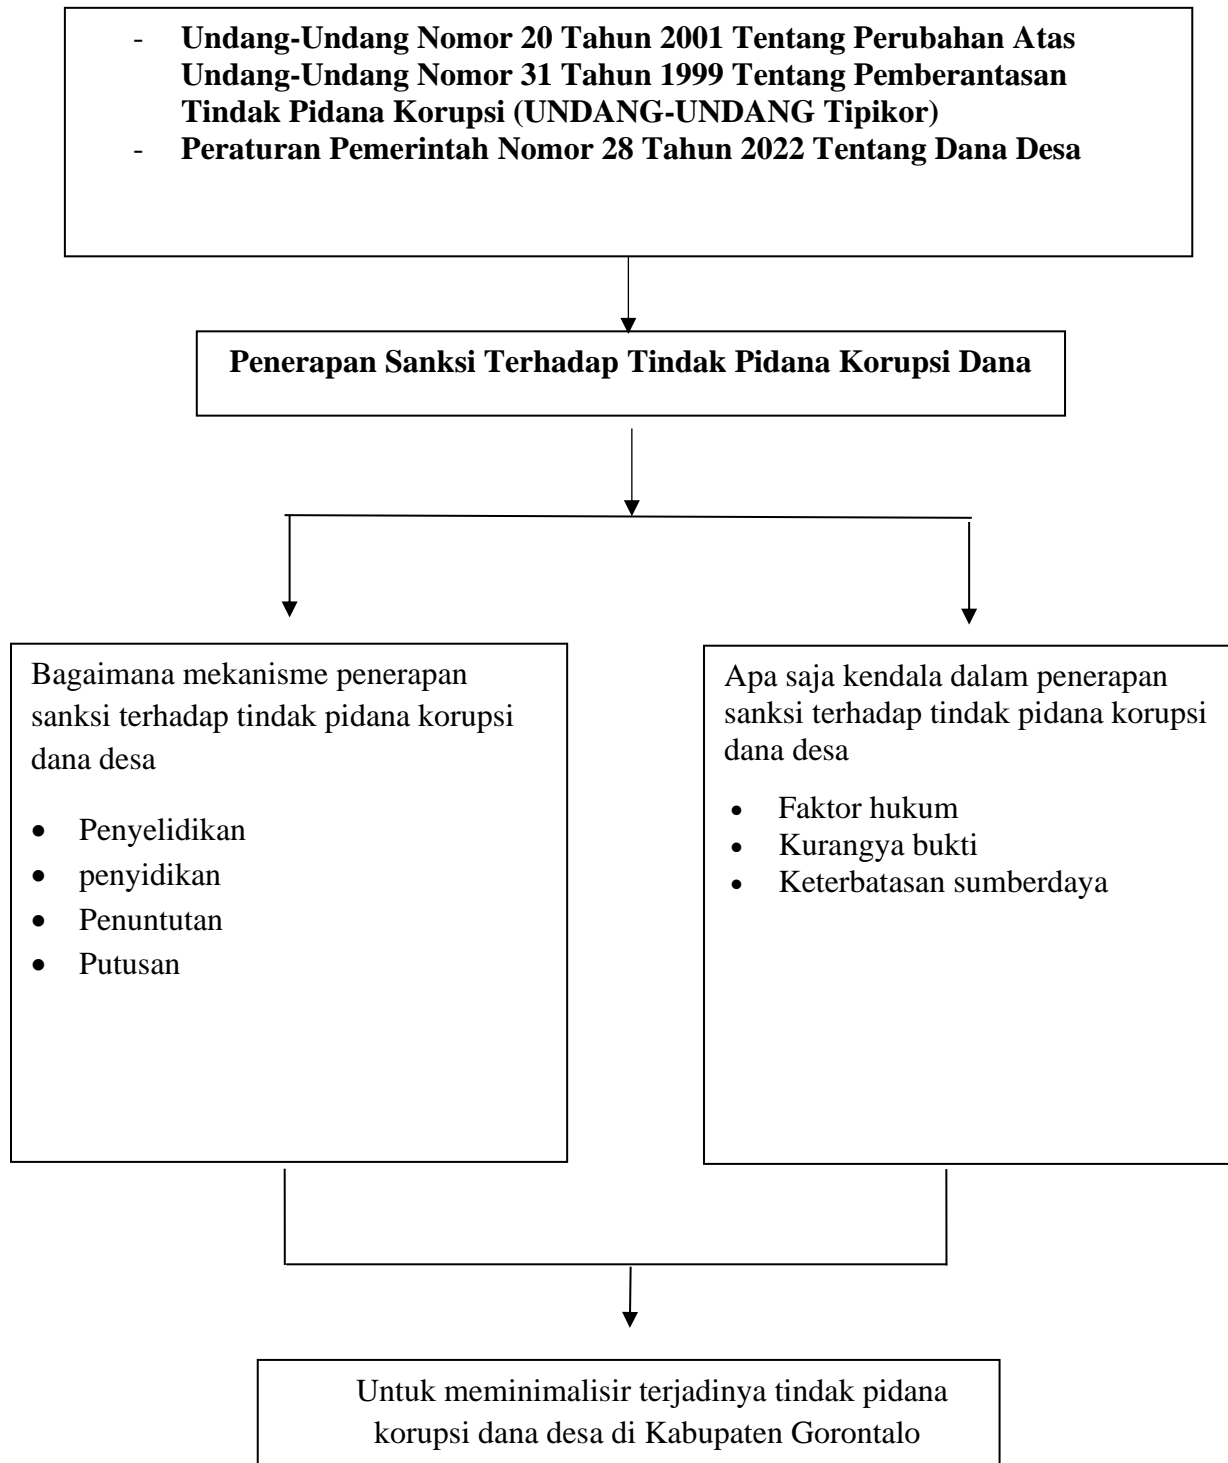 - Undang-Undang Nomor 20 Tahun 2001 Tentang Perubahan Atas
Undang-Undang Nomor 31 Tahun 1999 Tentang Pemberantasan
Tindak Pidana Korupsi (UNDANG-UNDANG Tipikor)
- Peraturan Pemerintah Nomor 28 Tahun 2022 Tentang Dana Desa
Penerapan Sanksi Terhadap Tindak Pidana Korupsi Dana
Bagaimana mekanisme penerapan
sanksi terhadap tindak pidana korupsi
dana desa
• Penyelidikan
• penyidikan
• Penuntutan
• Putusan
Apa saja kendala dalam penerapan
sanksi terhadap tindak pidana korupsi
dana desa
• Faktor hukum
• Kurangya bukti
• Keterbatasan sumberdaya
Untuk meminimalisir terjadinya tindak pidana
korupsi dana desa di Kabupaten Gorontalo